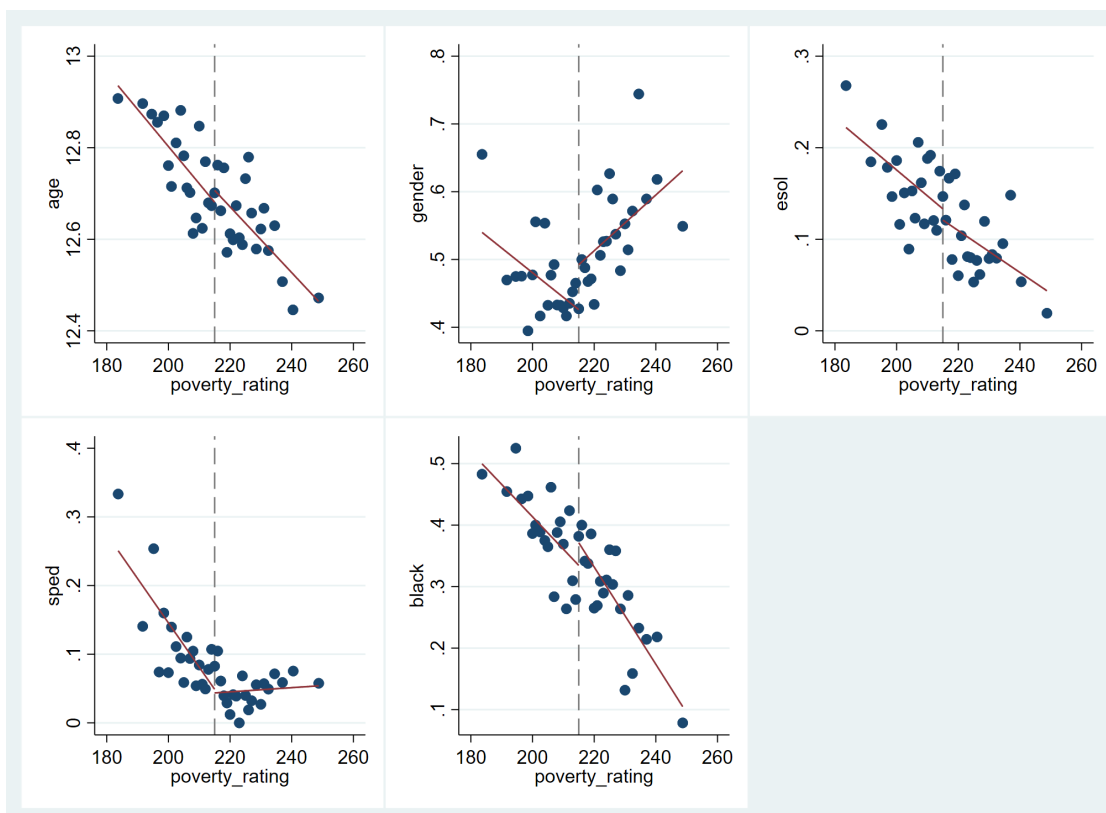 age
13
12.8
12.6
12.4
180 200 220 240 260
poverty_rating
gender
.8
.7
.6
.5
.4
180 200 220 240 260
poverty_rating
esol
.3
.2
.1
0
180 200 220 240 260
poverty_rating
sped
.4
.3
.2
.1
0
180 200 220 240 260
poverty_rating
black
.5
.4
.3
.2
.1
180 200 220 240 260
poverty_rating